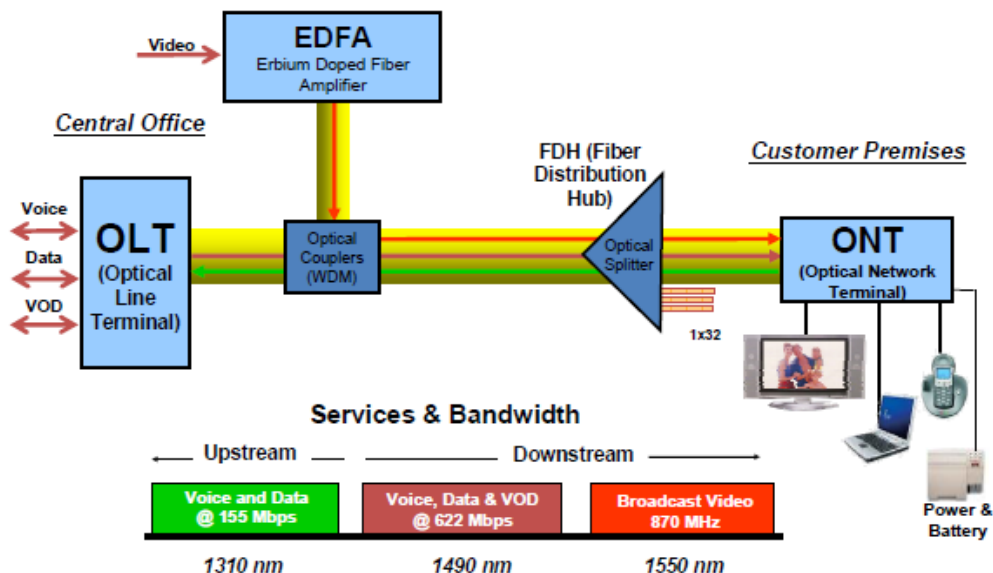 Video
EDFA
Erbium Doped Fiber
Amplifier
Central Office
FDH (Fiber
Distribution
Hub)
Customer Premises
Voice
Data
VOD
OLT
(Optical
Line
Terminal)
Optical
Couplers
(WDM)
Optical
Splitter
ONT
(Optical Network
Terminal)
1x32
Services & Bandwidth
Upstream
Downstream
Voice and Data
@ 155 Mbps
Voice, Data & VOD
@ 622 Mbps
Broadcast Video
870 MHz
Power &
Battery
1310 nm
1490 nm
1550 nm